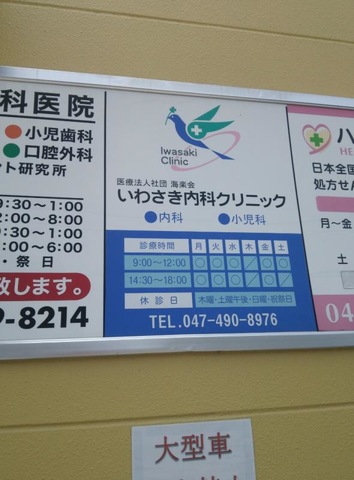 科医院
小児歯科
口腔外科
ト研究所
9:30～1:00
2:00～8:00
9:30～1:00
1:00～6:00
・祭日
致します。
9-8214
Iwasaki
Clinic
医療法人社団 海楽会
いわさき内科クリニック
●内科 ●小児科
診療時間 月 火 水 木 金 土
9:00～12:00 ○ ○ ○ / ○ ○
14:30～18:00 ○ ○ ○ / ○ /
休診日 木曜・土曜午後・日曜・祝祭日
TEL.047-490-8976
ハ
HE
日本全国
処方せん
月～金
土
04
大型車